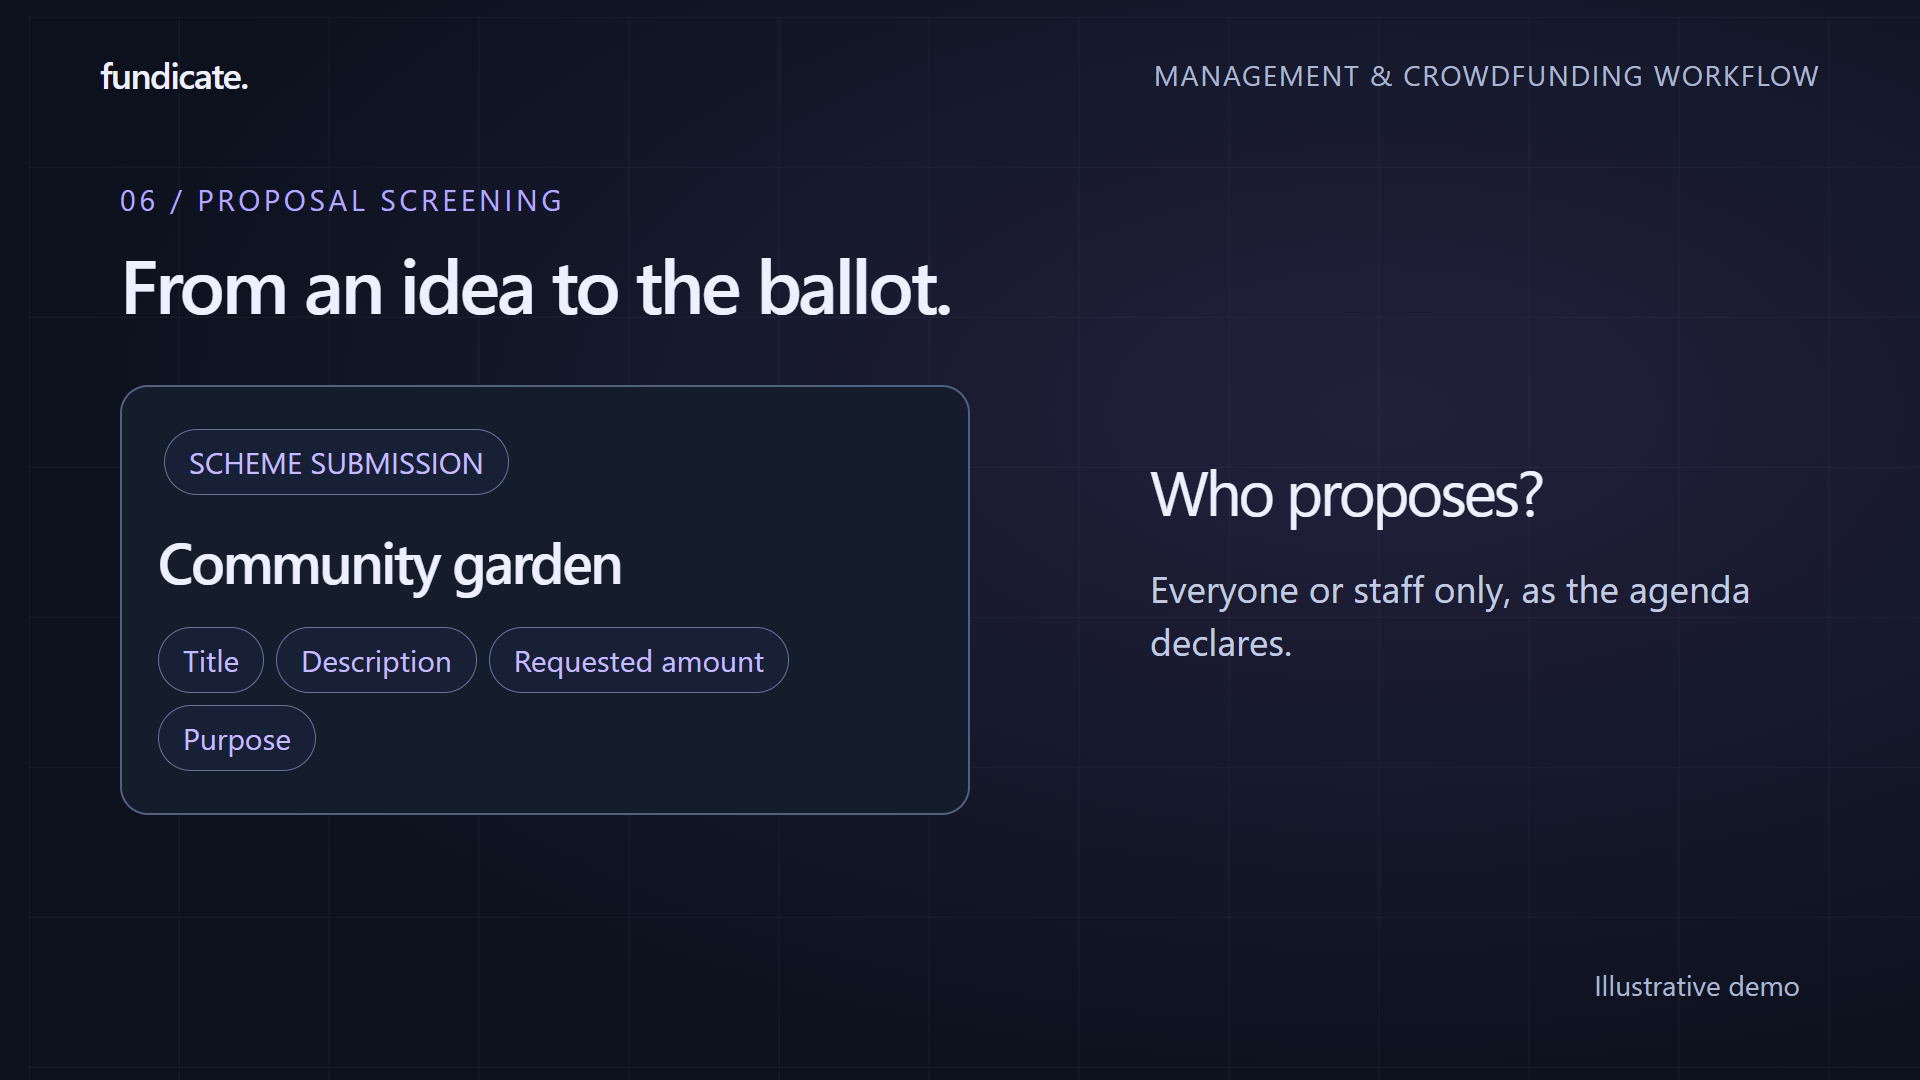 fundicate.
MANAGEMENT & CROWDFUNDING WORKFLOW
06 / PROPOSAL SCREENING
From an idea to the ballot.
SCHEME SUBMISSION
Community garden
Title
Description
Requested amount
Purpose
Who proposes?
Everyone or staff only, as the agenda
declares.
Illustrative demo